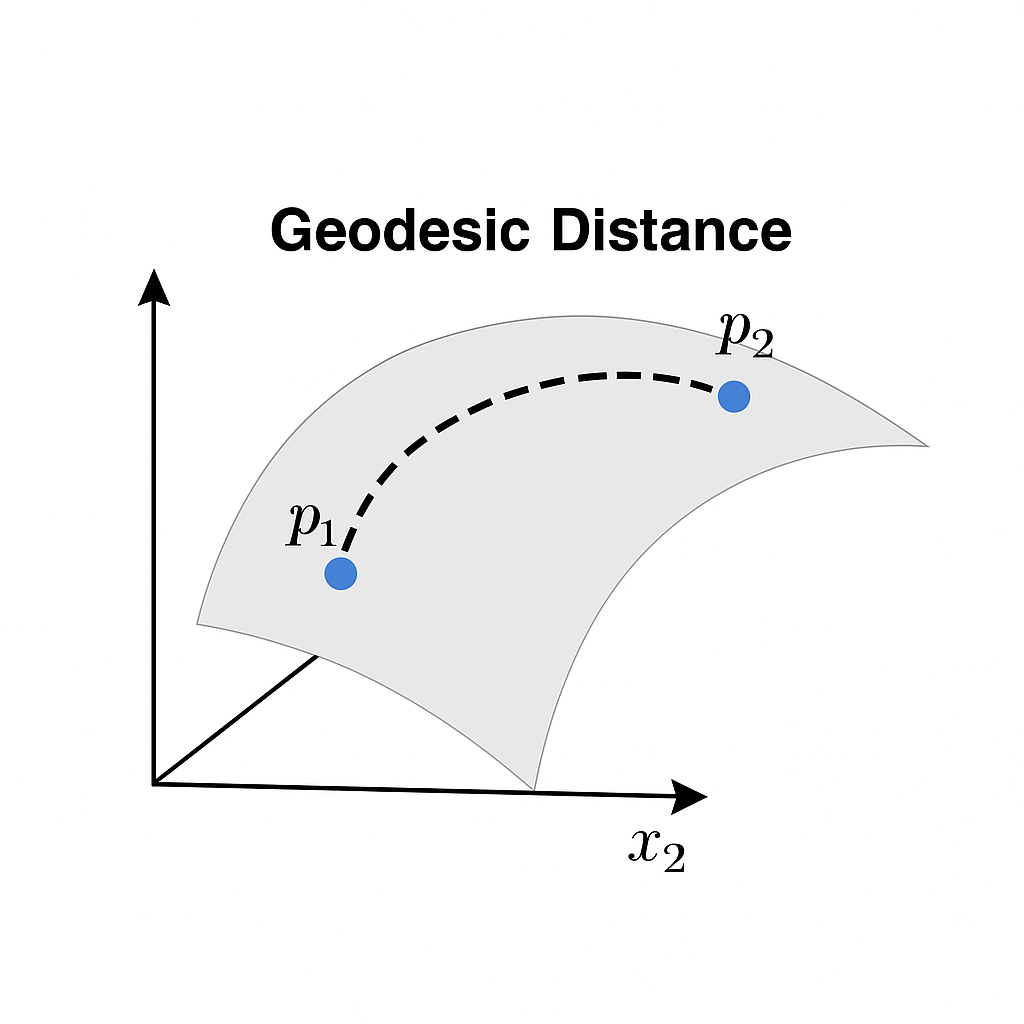 Geodesic Distance
p₂
p₁
x₂